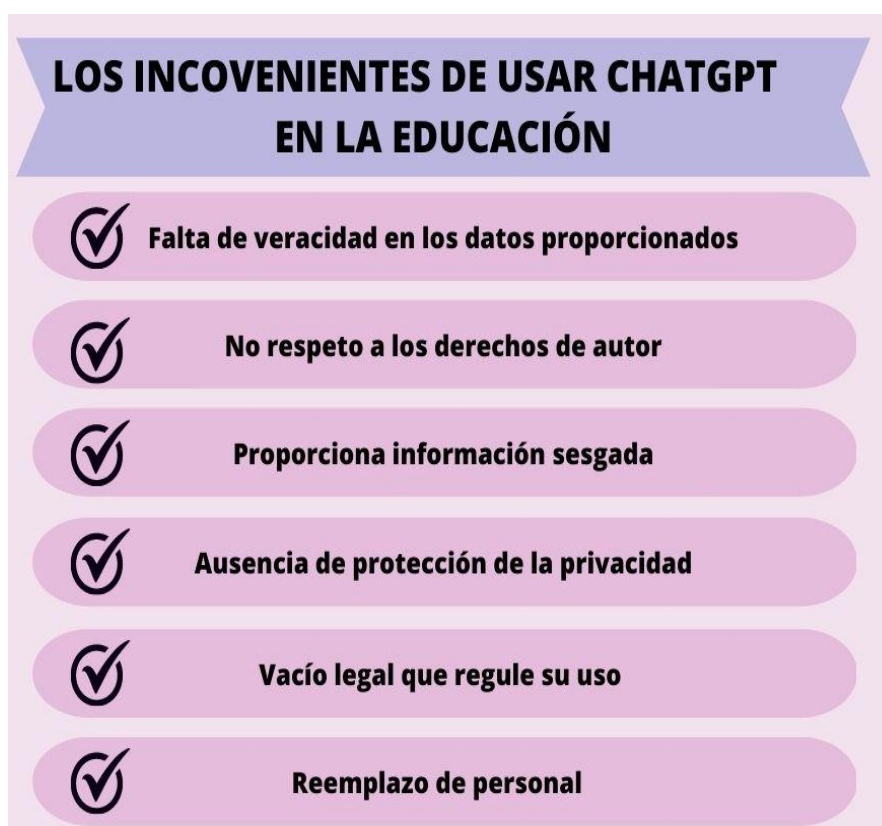 LOS INCOVENIENTES DE USAR CHATGPT
EN LA EDUCACIÓN
Falta de veracidad en los datos proporcionados
No respeto a los derechos de autor
Proporciona información sesgada
Ausencia de protección de la privacidad
Vacío legal que regule su uso
Reemplazo de personal